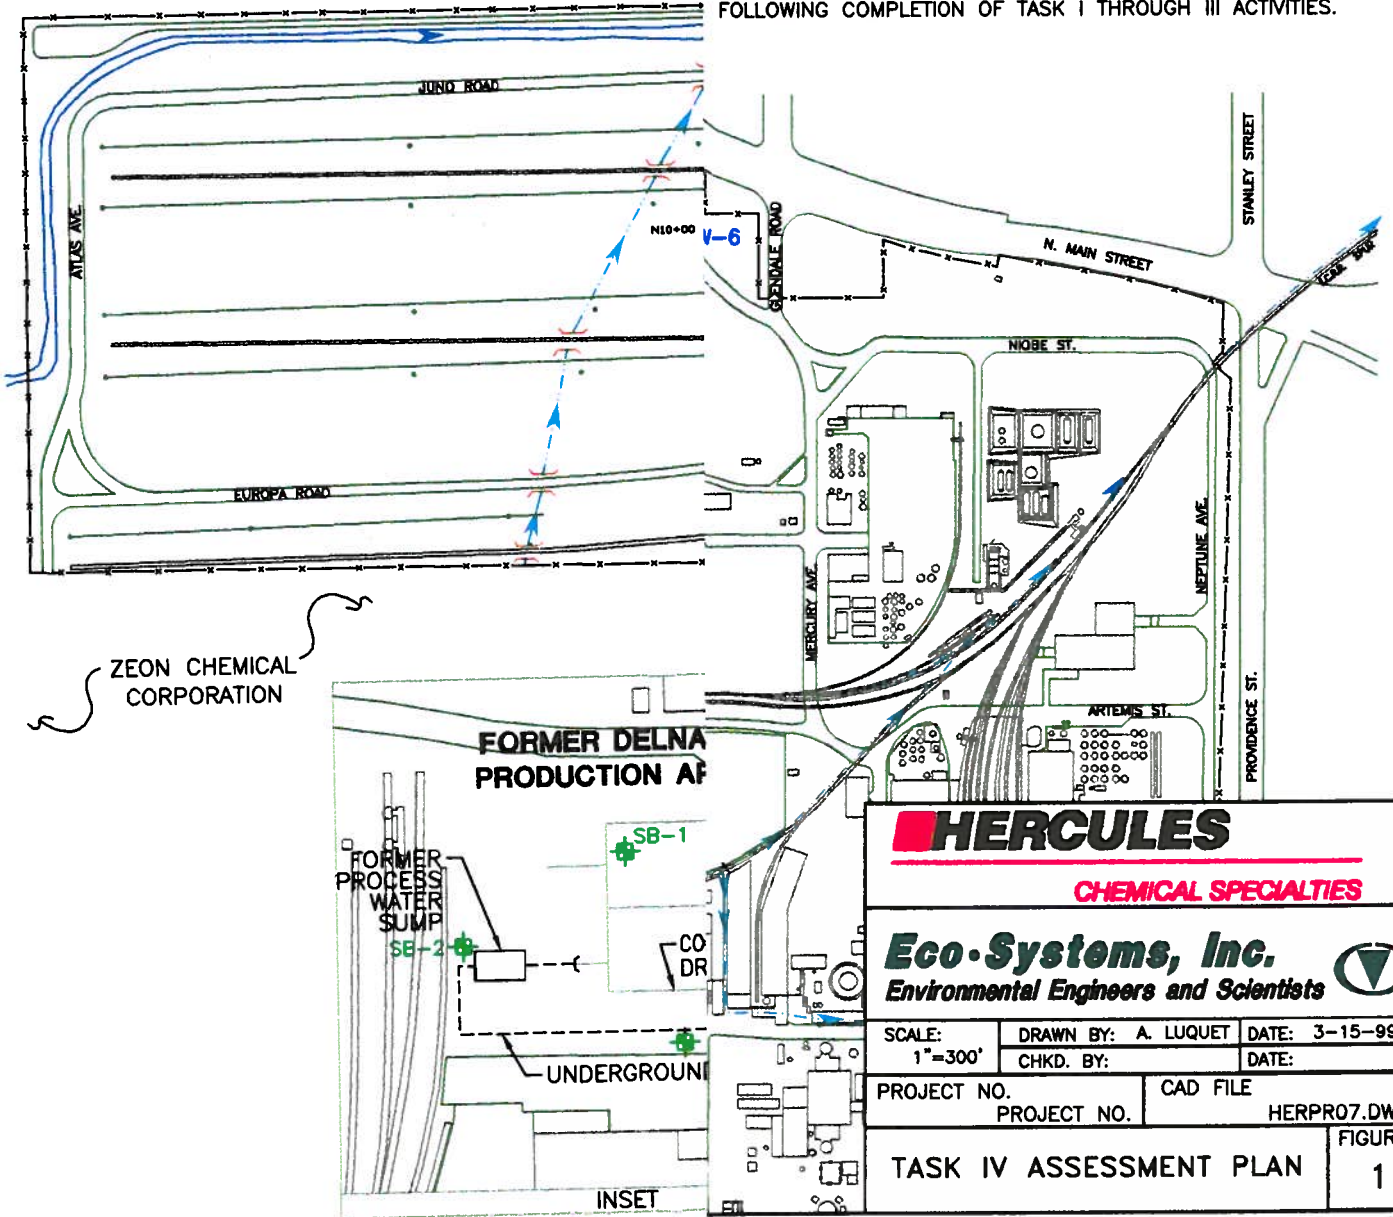 FOLLOWING COMPLETION OF TASK I THROUGH III ACTIVITIES.
JUNO ROAD
STANLEY STREET
ATLAS AVE.
N10+00
V-6
GLENDALE ROAD
N. MAIN STREET
NIOBE ST.
EUROPA ROAD
NEPTUNE AVE.
MERCURY AVE.
ZEON CHEMICAL
CORPORATION
ARTEMIS ST.
PROVIDENCE ST.
FORMER DELNA
PRODUCTION AR
SB-1
FORMER
PROCESS
WATER
SUMP
SB-2
CO
DR
UNDERGROUND
INSET
HERCULES
CHEMICAL SPECIALTIES
Eco·Systems, Inc.
Environmental Engineers and Scientists
SCALE:
1"=300'
DRAWN BY: A. LUQUET
DATE: 3-15-99
CHKD. BY:
DATE:
PROJECT NO.
PROJECT NO.
CAD FILE
HERPRO7.DW
TASK IV ASSESSMENT PLAN
FIGUR
1